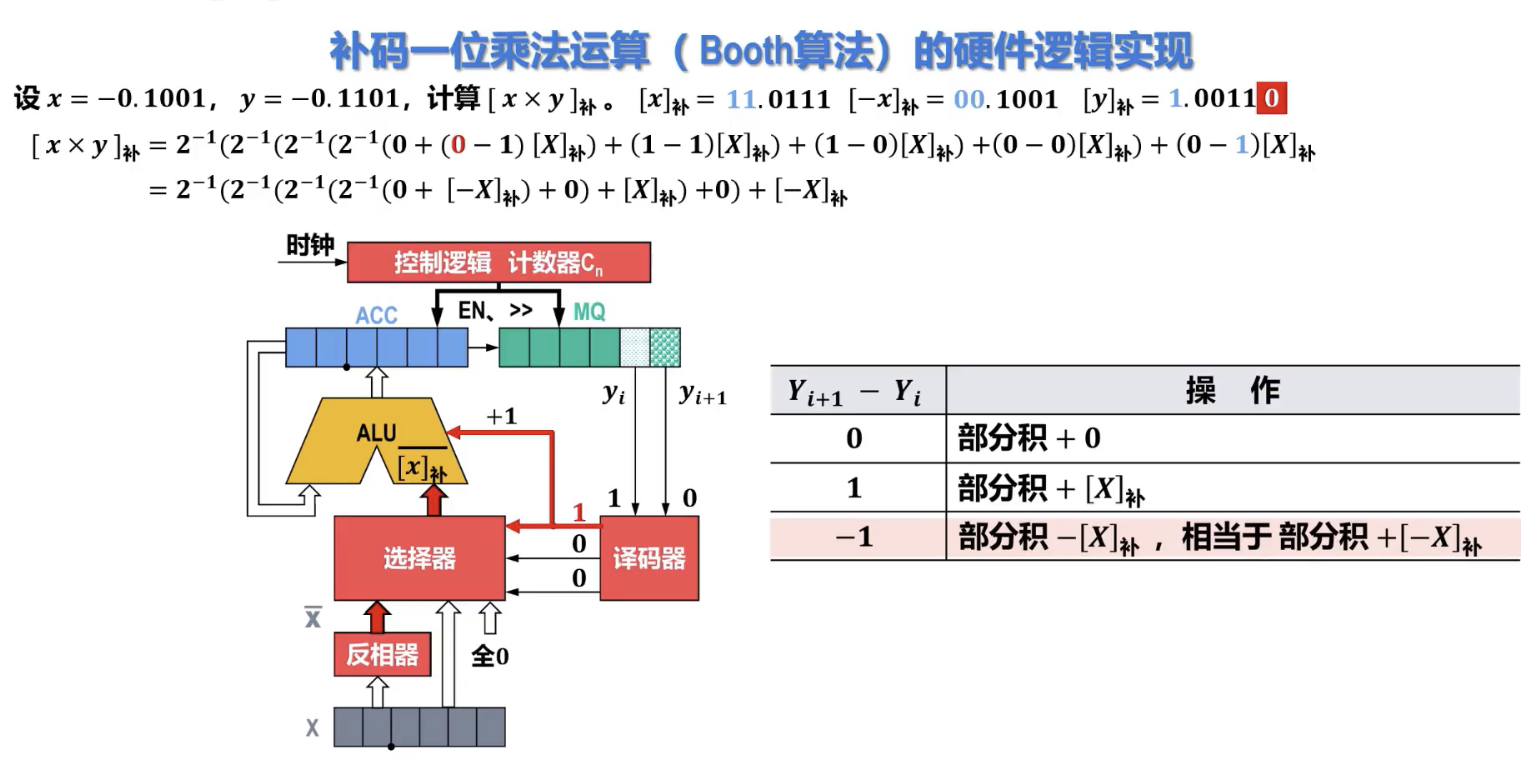 补码一位乘法运算（Booth算法）的硬件逻辑实现
设 x = −0.1001， y = −0.1101，计算 [ x × y ]补 。 [x]补 = 11.0111 [−x]补 = 00.1001 [y]补 = 1.0011 0
[ x × y ]补 = 2⁻¹(2⁻¹(2⁻¹(2⁻¹(0 + (0 − 1) [X]补) + (1 − 1)[X]补) + (1 − 0)[X]补) +(0 − 0)[X]补) + (0 − 1)[X]补
= 2⁻¹(2⁻¹(2⁻¹(2⁻¹(0 + [−X]补) + 0) + [X]补) +0) + [−X]补
时钟
控制逻辑 计数器Cn
ACC
EN、>>
MQ
yi
yi+1
+1
ALU
[x̅]补
1
0
1
选择器
0
0
译码器
X̅
反相器
全0
X
Yi+1 − Yi
操 作
0
部分积 + 0
1
部分积 + [X]补
−1
部分积 −[X]补 ，相当于 部分积 +[−X]补